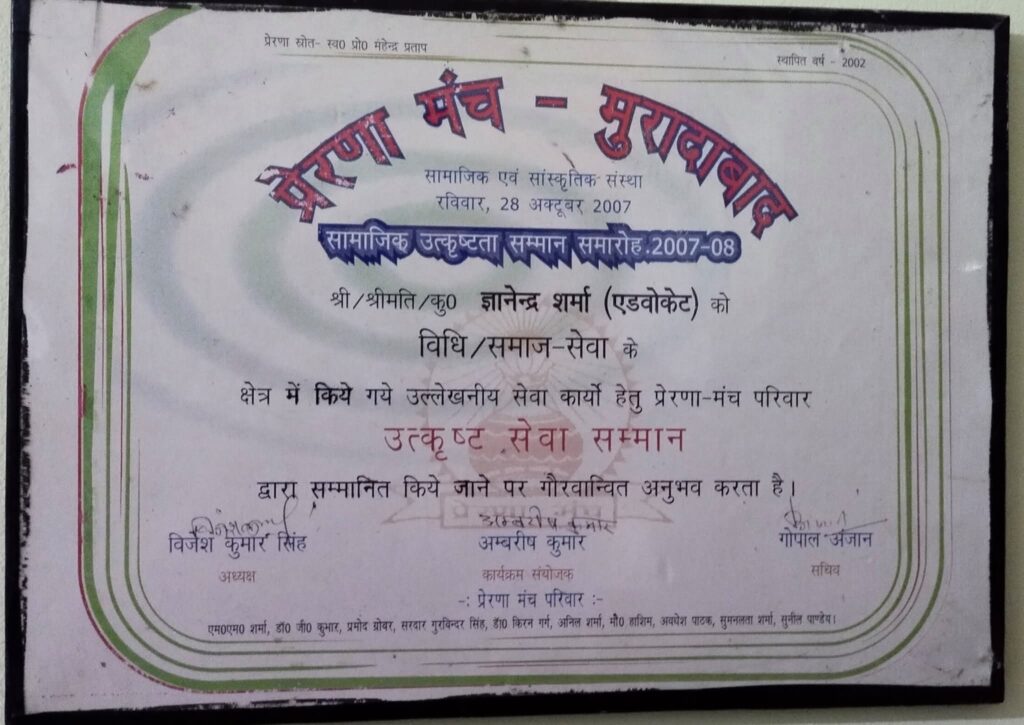 प्रेरणा स्रोत- स्व0 प्रो0 मंहेन्द्र प्रताप
स्थापित वर्ष - 2002
प्रेरणा मंच - मुरादाबाद
सामाजिक एवं सांस्कृतिक संस्था
रविवार, 28 अक्टूबर 2007
सामाजिक उत्कृष्टता सम्मान समारोह.2007-08
श्री/श्रीमति/कु0 ज्ञानेन्द्र शर्मा (एडवोकेट) को
विधि/समाज-सेवा के
क्षेत्र में किये गये उल्लेखनीय सेवा कार्यो हेतु प्रेरणा-मंच परिवार
उत्कृष्ट सेवा सम्मान
द्वारा सम्मानित किये जाने पर गौरवान्वित अनुभव करता है।
अम्बरीष कुमार
विजेश कुमार सिंह अम्बरीष कुमार गोपाल अंजान
अध्यक्ष कार्यक्रम संयोजक सचिव
-: प्रेरणा मंच परिवार :-
एम0एम0 शर्मा, डॉ0 जी0 कुमार, प्रमोद ग्रोवर, सरदार गुरविन्दर सिंह, डॅा0 किरन गर्ग, अनिल शर्मा, मौ0 हाशिम, अवधेश पाठक, सुमनलता शर्मा, सुनील पाण्डेय।